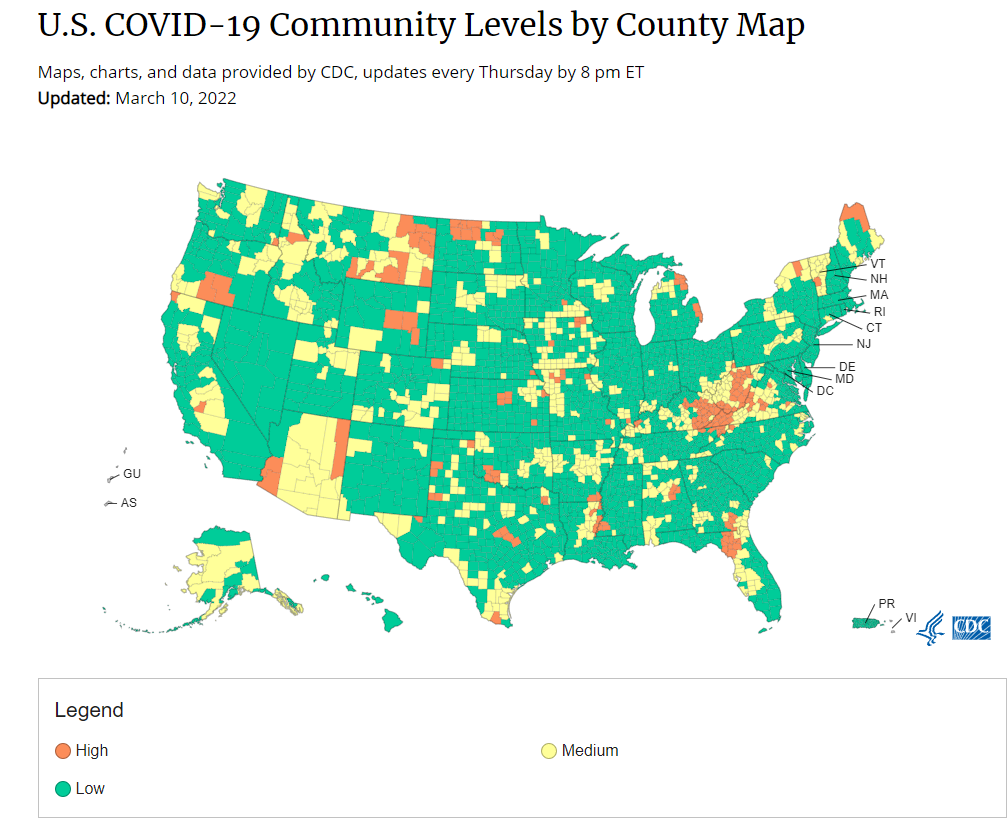 U.S. COVID-19 Community Levels by County Map
Maps, charts, and data provided by CDC, updates every Thursday by 8 pm ET
Updated: March 10, 2022
VT
NH
MA
RI
CT
NJ
DE
MD
DC
GU
AS
PR
VI
CDC
Legend
High
Medium
Low